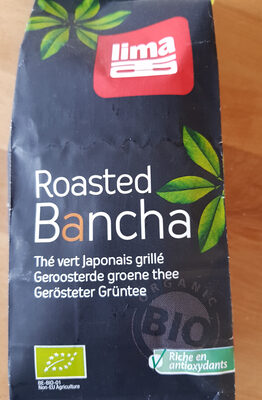 lima
Roasted
Bancha
Thé vert Japonais grillé
Geroosterde groene thee
Gerösteter Grüntee
ORGANIC
BIO
Riche en
antioxydants
BE-BIO-01
Non-EU Agriculture